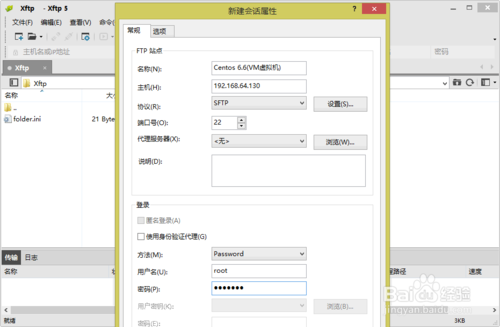 Xftp - Xftp 5
新建会话属性
文件(F) 编辑(E) 查看(V)
常规 选项
主机名或IP地址
密码
FTP 站点
Xftp
名称(N): Centos 6.6(VM虚拟机)
Xftp
主机(H): 192.168.64.130
名称 大小
协议(R): SFTP 设置(S)...
..
端口号(O): 22
folder.ini 21 Byte
代理服务器(X): <无> 浏览(W)...
说明(D):
登录
匿名登录(A)
使用身份验证代理(G)
传输 日志
方法(M): Password
名称
路径 速度
用户名(U): root
密码(P): •••••••
用户密钥(K): 浏览(B)...
密码(E):
就绪
3KB
Baidu 经验
jingyan.baidu.com